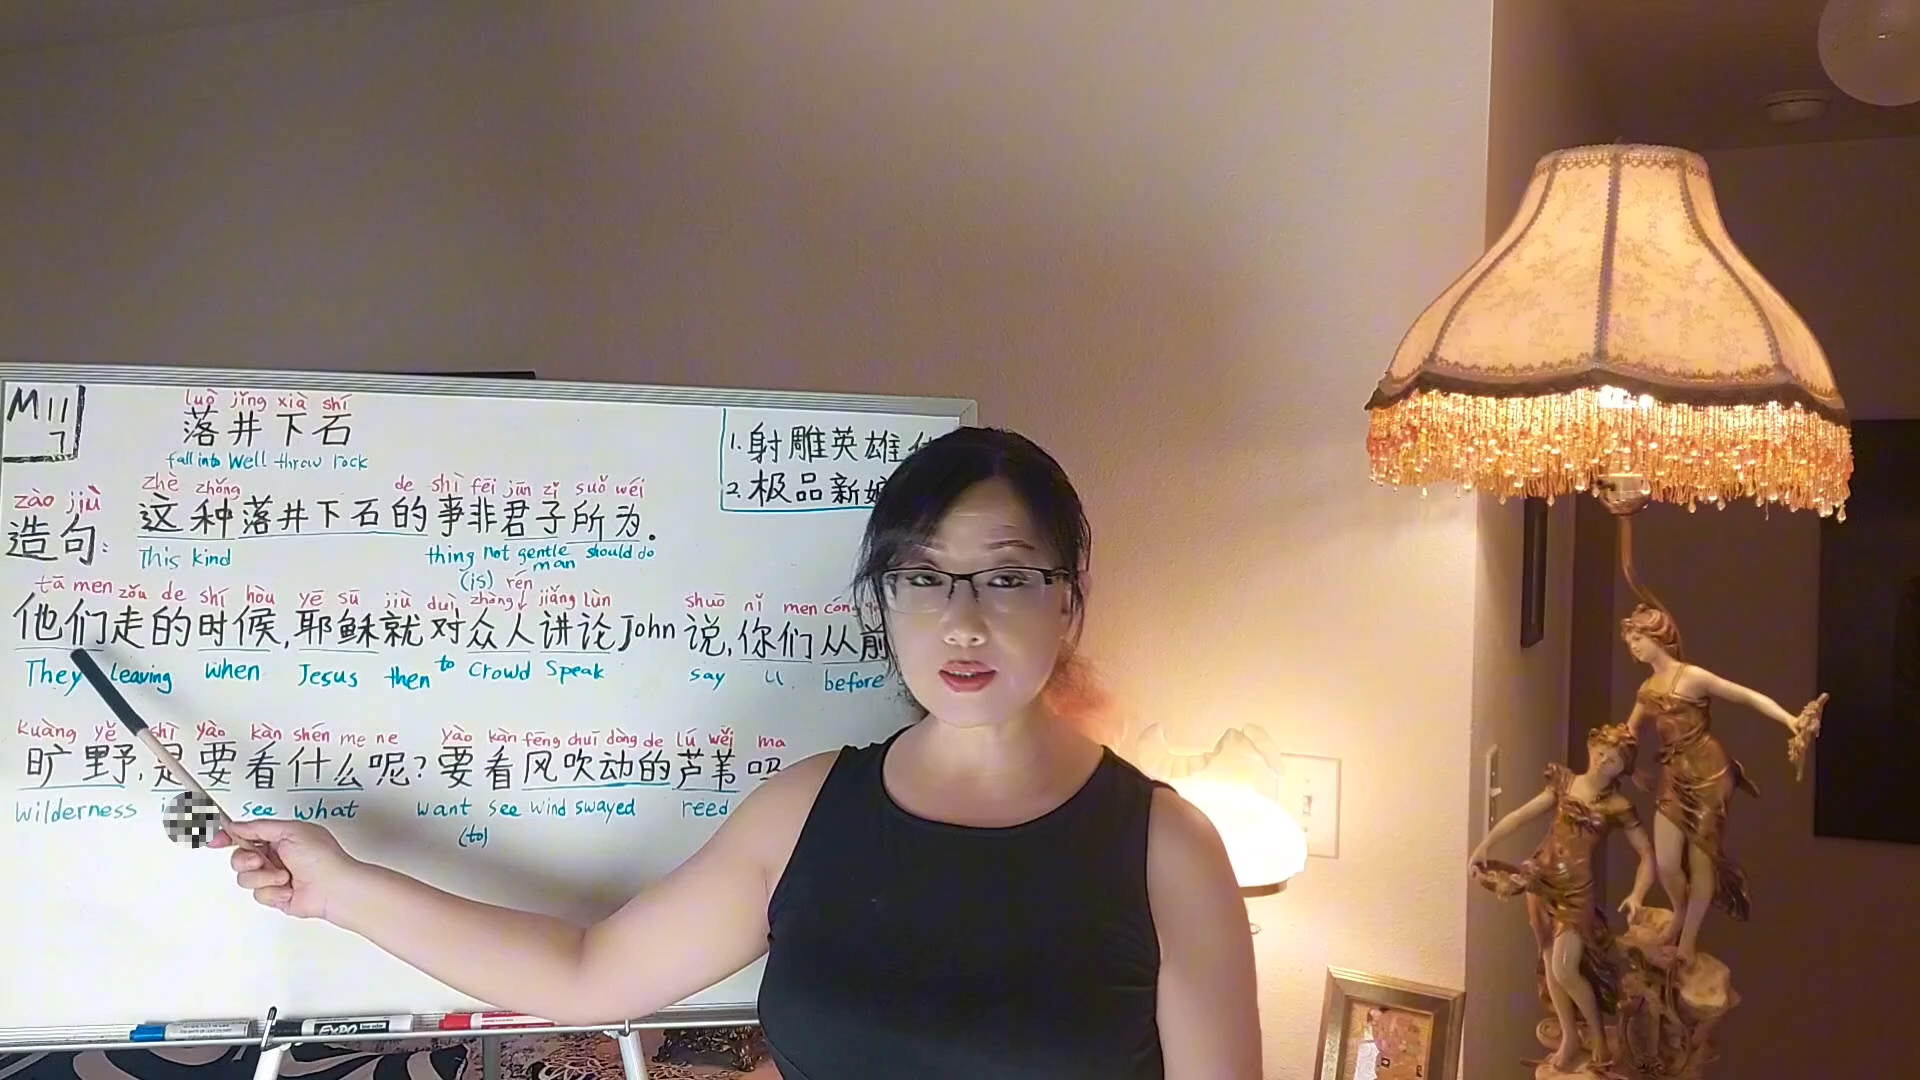 M11
7
luò jǐng xià shí
落井下石
fall into Well throw rock
1. 射雕英雄
2. 极品新
zhè zhǒng de shì fēi jūn zǐ suǒ wéi
zào jiù
造句: 这种落井下石的事非君子所为.
This kind thing not gentle man should do
(is) rén
tā men zǒu de shí hòu yē sū jiù duì zhòng jiǎng lùn shuō nǐ men cóng
他们走的时候,耶稣就对众人讲论John说,你们从前
They leaving when Jesus then to Crowd Speak say U before
kuàng yě shì yào kàn shén me ne yào kàn fēng chuī dòng de lú wěi ma
旷野,是要看什么呢?要看风吹动的芦苇吗
wilderness see what want see wind swayed reed
(to)
EXPO